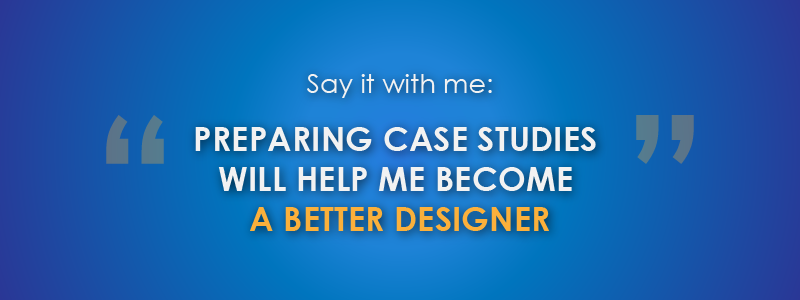 Say it with me:
“ PREPARING CASE STUDIES ”
WILL HELP ME BECOME
A BETTER DESIGNER